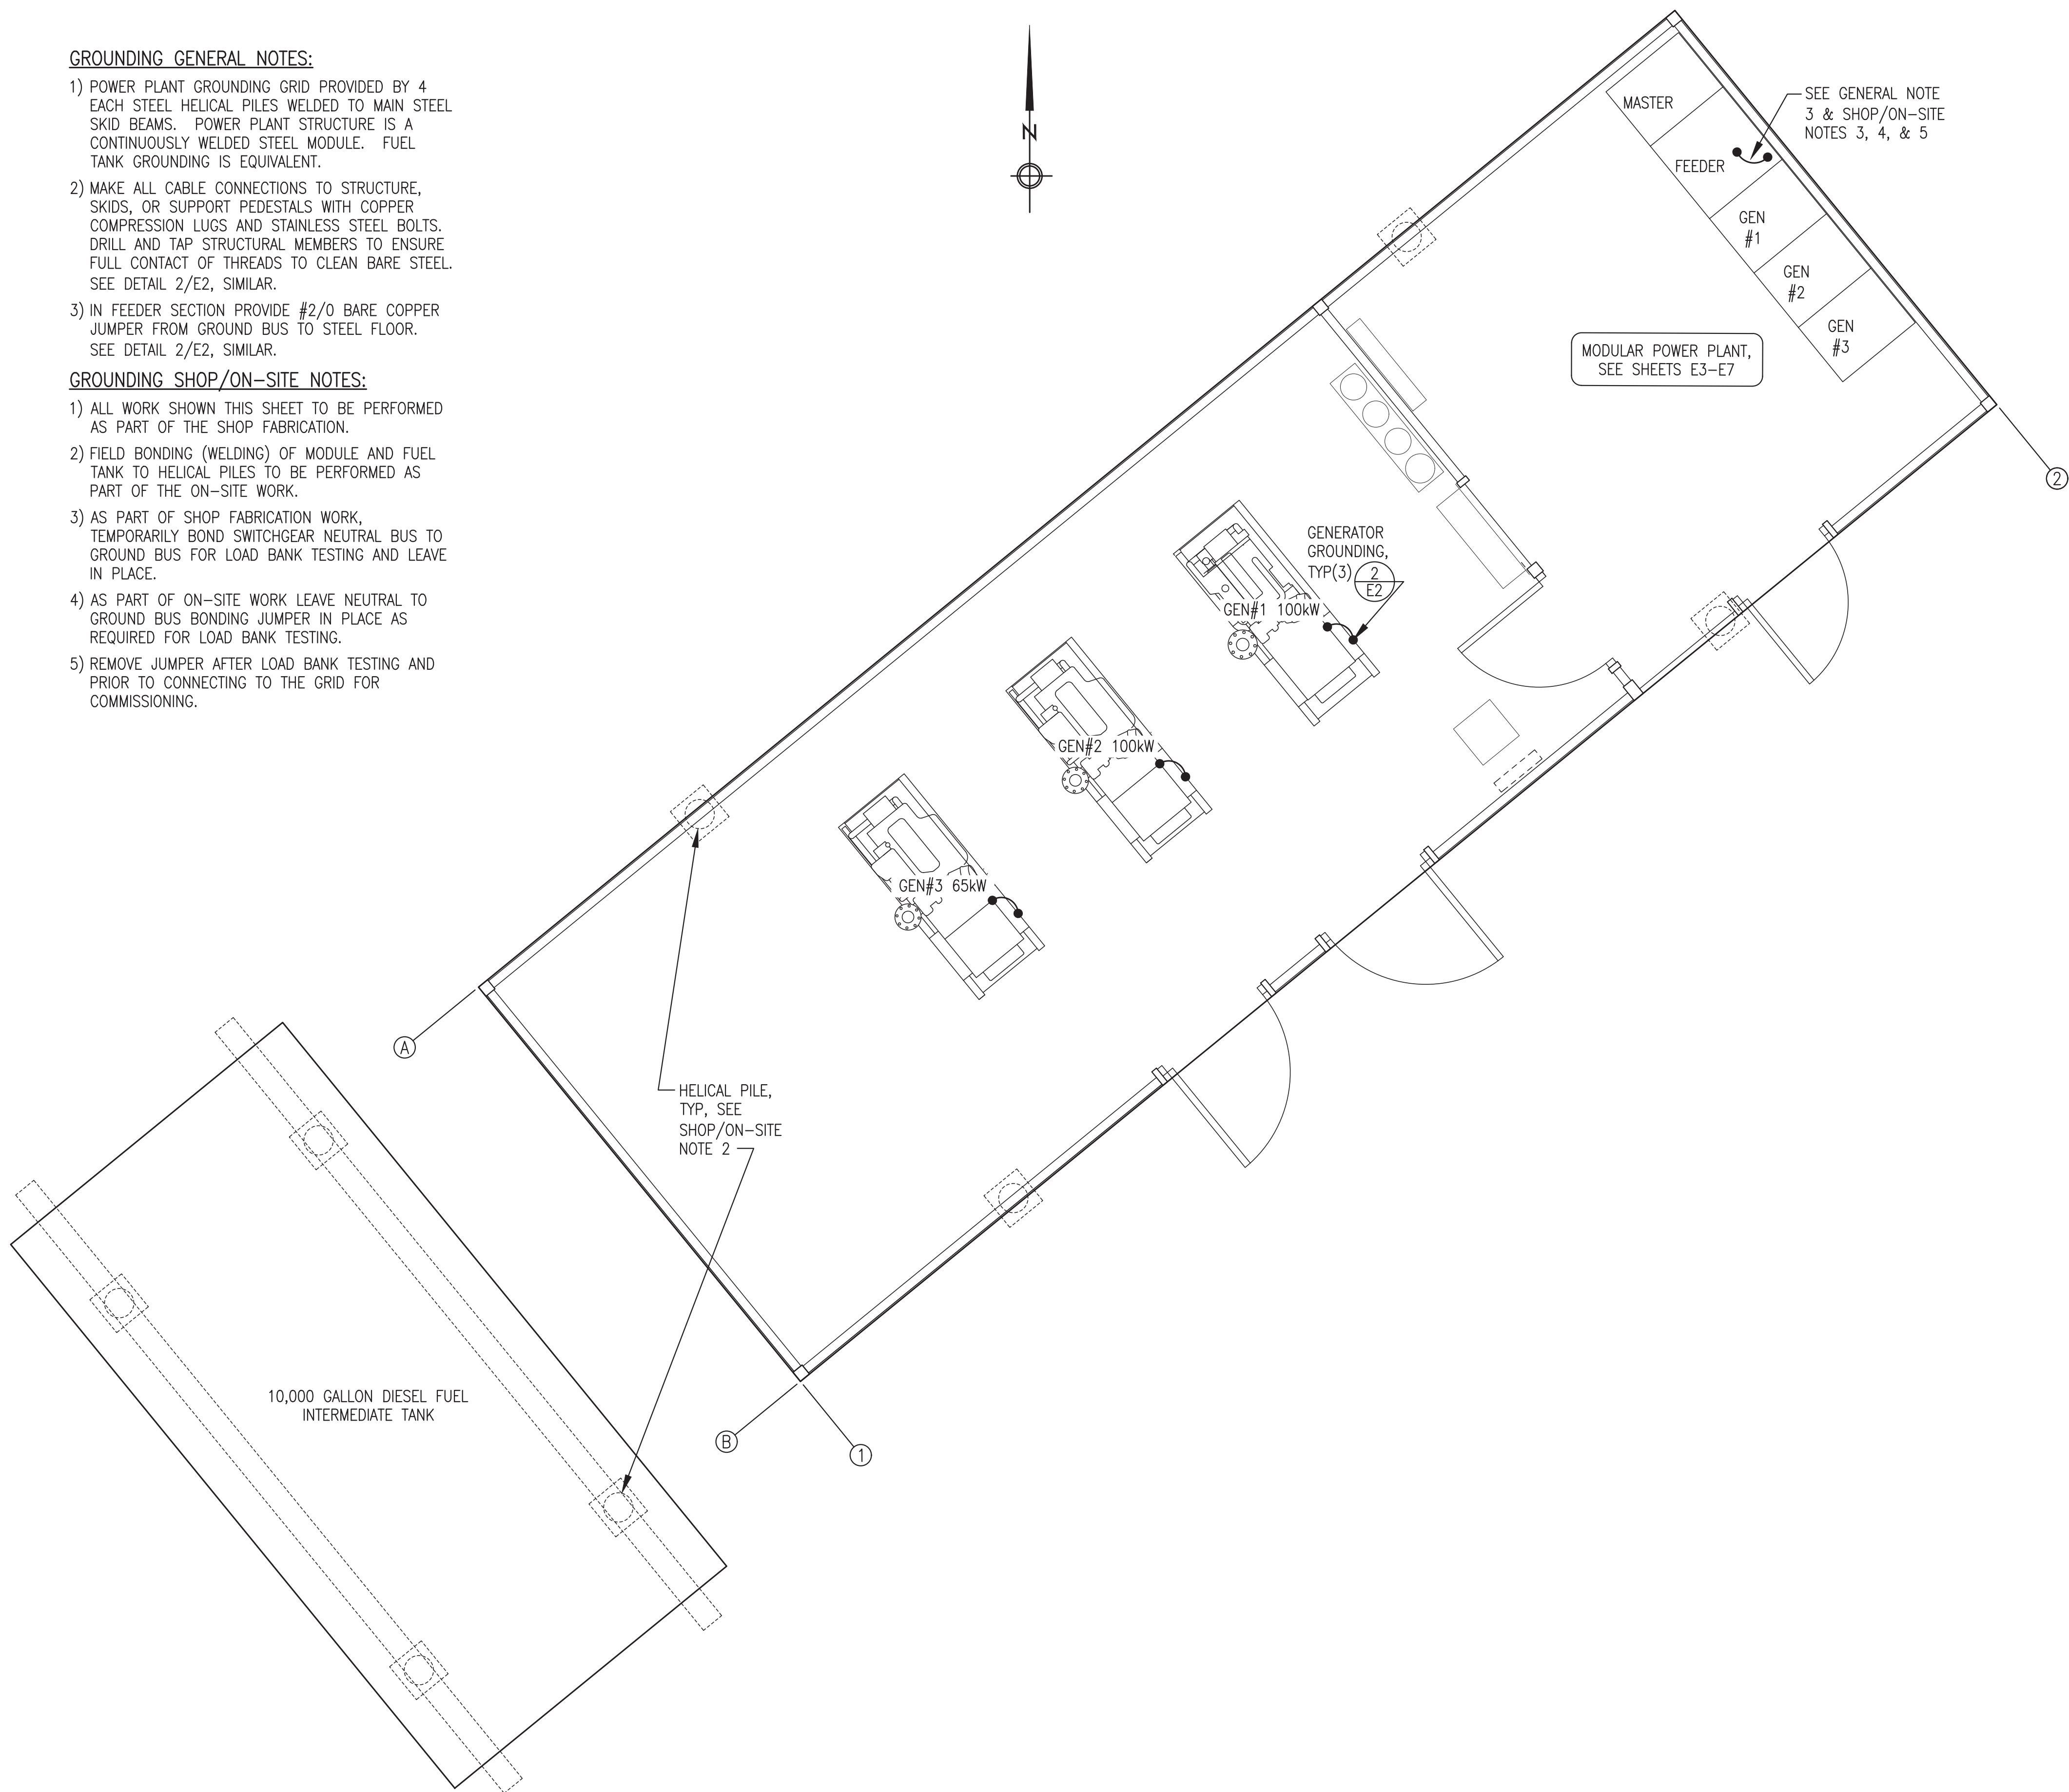 GROUNDING GENERAL NOTES:
1) POWER PLANT GROUNDING GRID PROVIDED BY 4
EACH STEEL HELICAL PILES WELDED TO MAIN STEEL
SKID BEAMS. POWER PLANT STRUCTURE IS A
CONTINUOUSLY WELDED STEEL MODULE. FUEL
TANK GROUNDING IS EQUIVALENT.
2) MAKE ALL CABLE CONNECTIONS TO STRUCTURE,
SKIDS, OR SUPPORT PEDESTALS WITH COPPER
COMPRESSION LUGS AND STAINLESS STEEL BOLTS.
DRILL AND TAP STRUCTURAL MEMBERS TO ENSURE
FULL CONTACT OF THREADS TO CLEAN BARE STEEL.
SEE DETAIL 2/E2, SIMILAR.
3) IN FEEDER SECTION PROVIDE #2/0 BARE COPPER
JUMPER FROM GROUND BUS TO STEEL FLOOR.
SEE DETAIL 2/E2, SIMILAR.
GROUNDING SHOP/ON-SITE NOTES:
1) ALL WORK SHOWN THIS SHEET TO BE PERFORMED
AS PART OF THE SHOP FABRICATION.
2) FIELD BONDING (WELDING) OF MODULE AND FUEL
TANK TO HELICAL PILES TO BE PERFORMED AS
PART OF THE ON-SITE WORK.
3) AS PART OF SHOP FABRICATION WORK,
TEMPORARILY BOND SWITCHGEAR NEUTRAL BUS TO
GROUND BUS FOR LOAD BANK TESTING AND LEAVE
IN PLACE.
4) AS PART OF ON-SITE WORK LEAVE NEUTRAL TO
GROUND BUS BONDING JUMPER IN PLACE AS
REQUIRED FOR LOAD BANK TESTING.
5) REMOVE JUMPER AFTER LOAD BANK TESTING AND
PRIOR TO CONNECTING TO THE GRID FOR
COMMISSIONING.
N
MASTER
FEEDER
GEN
#1
GEN
#2
GEN
#3
SEE GENERAL NOTE
3 & SHOP/ON-SITE
NOTES 3, 4, & 5
MODULAR POWER PLANT,
SEE SHEETS E3-E7
2
GENERATOR
GROUNDING,
TYP(3)
2
E2
GEN#1 100kW
GEN#2 100kW
GEN#3 65kW
A
HELICAL PILE,
TYP, SEE
SHOP/ON-SITE
NOTE 2
10,000 GALLON DIESEL FUEL
INTERMEDIATE TANK
B
1